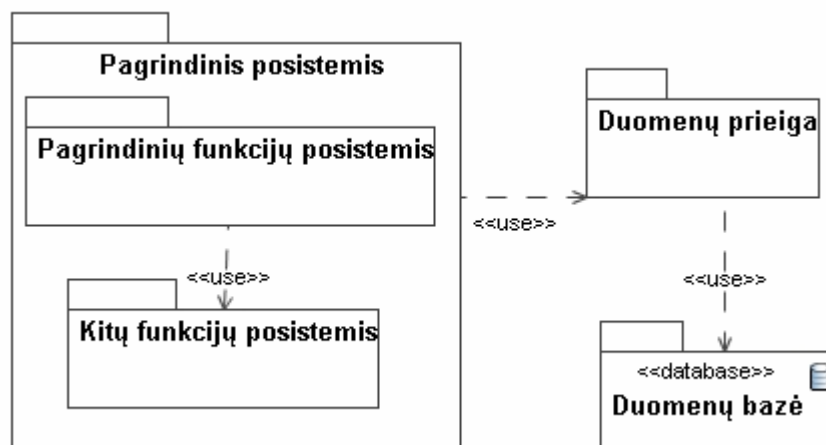 Pagrindinis posistemis
Pagrindinių funkcijų posistemis
<<use>>
Kitų funkcijų posistemis
<<use>>
Duomenų prieiga
<<use>>
<<database>>
Duomenų bazė